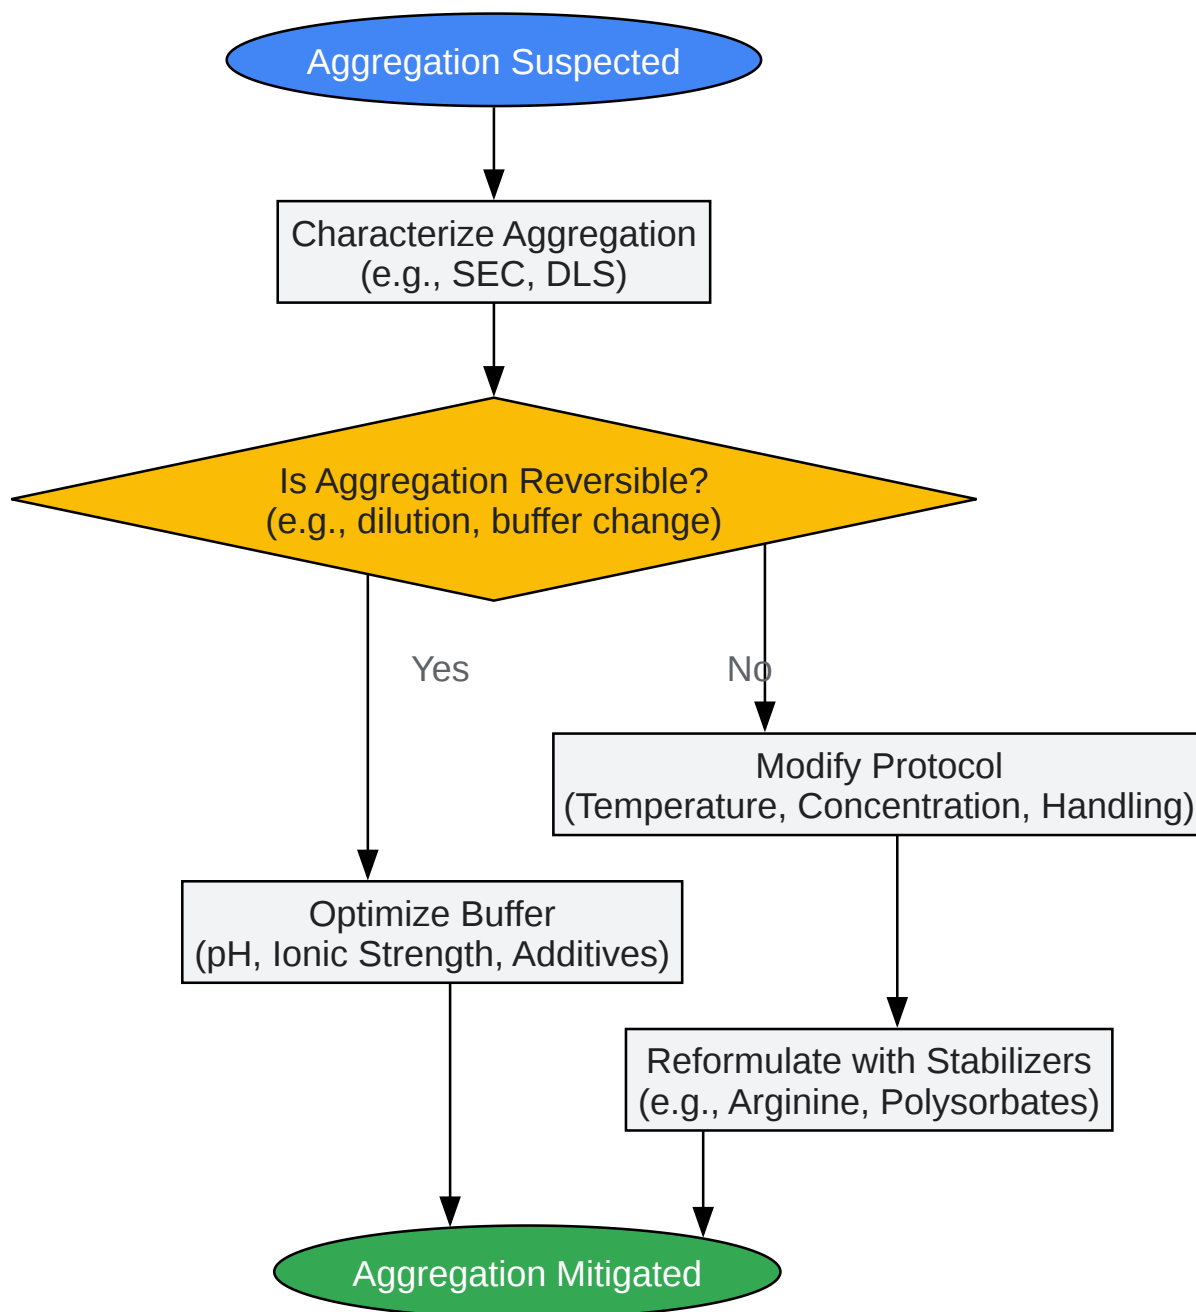 Aggregation Suspected
Characterize Aggregation
(e.g., SEC, DLS)
Is Aggregation Reversible?
(e.g., dilution, buffer change)
Yes
No
Modify Protocol
(Temperature, Concentration, Handling)
Optimize Buffer
(pH, Ionic Strength, Additives)
Reformulate with Stabilizers
(e.g., Arginine, Polysorbates)
Aggregation Mitigated